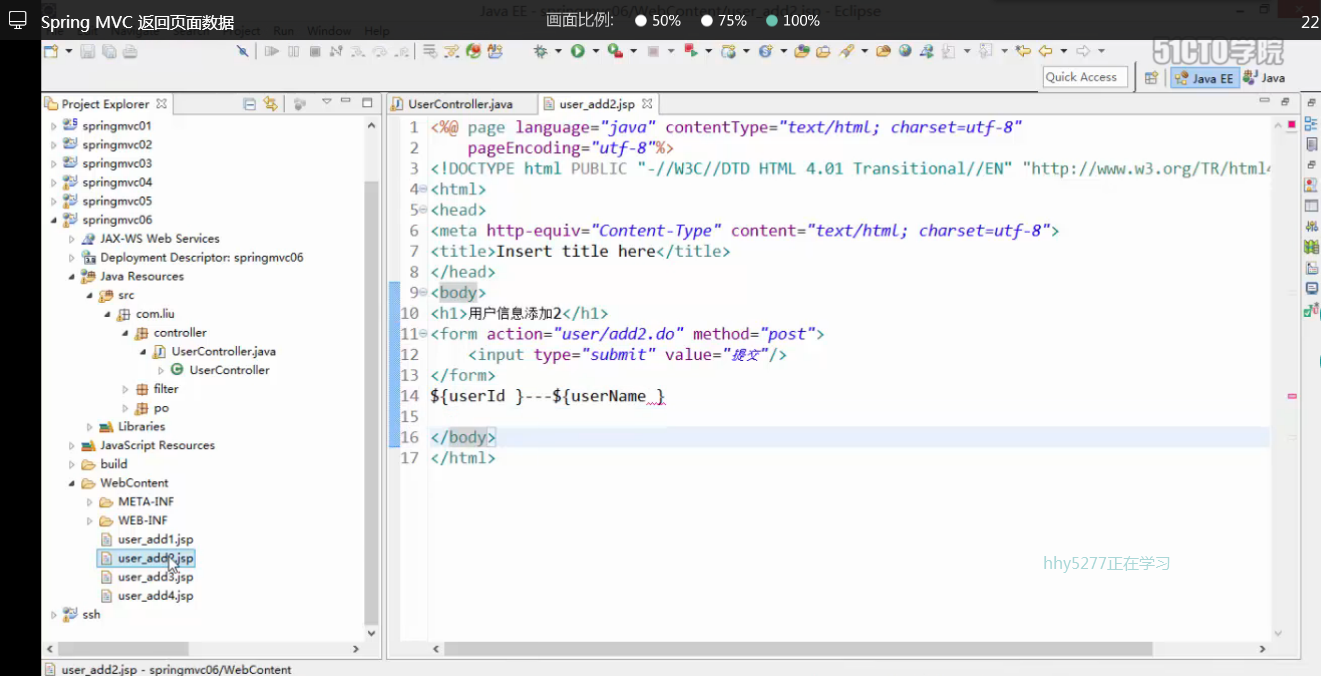 Java EE - springmvc06/WebContent/user_add2.jsp - Eclipse
Spring MVC 返回页面数据
画面比例: 50% 75% 100%
22
Run Window Help
51CTO学院
Quick Access
Java EE
Java
Project Explorer
springmvc01
springmvc02
springmvc03
springmvc04
springmvc05
springmvc06
JAX-WS Web Services
Deployment Descriptor: springmvc06
Java Resources
src
com.liu
controller
UserController.java
UserController
filter
po
Libraries
JavaScript Resources
build
WebContent
META-INF
WEB-INF
user_add1.jsp
user_add2.jsp
user_add3.jsp
user_add4.jsp
ssh
UserController.java
user_add2.jsp
1 <%@ page language="java" contentType="text/html; charset=utf-8"
2 pageEncoding="utf-8"%>
3 <!DOCTYPE html PUBLIC "-//W3C//DTD HTML 4.01 Transitional//EN" "http://www.w3.org/TR/html4
4 <html>
5 <head>
6 <meta http-equiv="Content-Type" content="text/html; charset=utf-8">
7 <title>Insert title here</title>
8 </head>
9 <body>
10 <h1>用户信息添加2</h1>
11 <form action="user/add2.do" method="post">
12 <input type="submit" value="提交"/>
13 </form>
14 ${userId }---${userName }
15
16 </body>
17 </html>
hhy5277正在学习
user_add2.jsp - springmvc06/WebContent